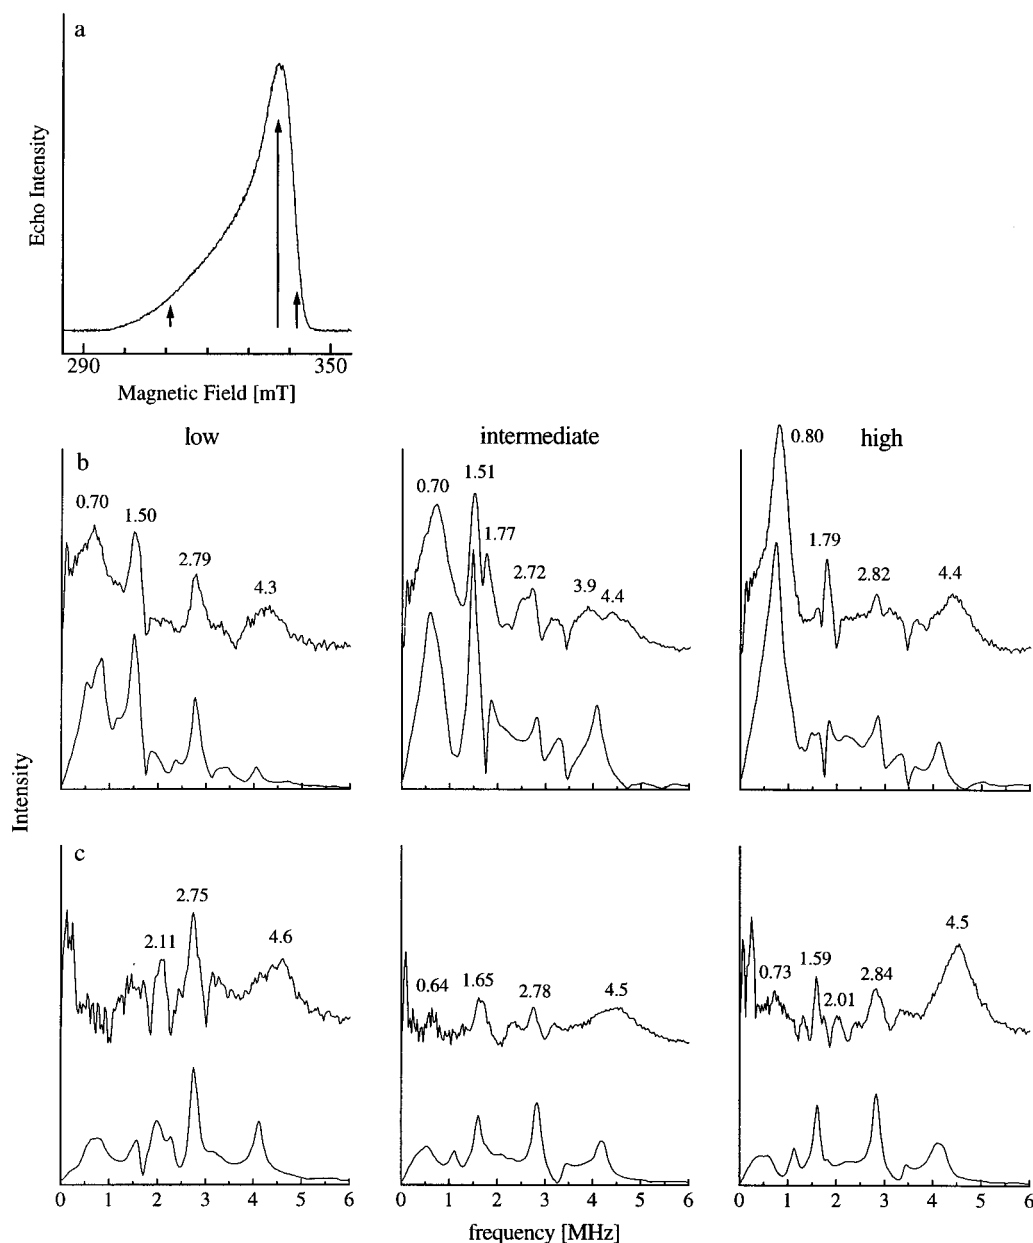 a
Echo Intensity
290
350
Magnetic Field [mT]
low
intermediate
high
b
0.70
1.50
2.79
4.3
0.70
1.51
1.77
2.72
3.9
4.4
0.80
1.79
2.82
4.4
Intensity
c
2.11
2.75
4.6
0.64
1.65
2.78
4.5
0.73
1.59
2.01
2.84
4.5
0 1 2 3 4 5 6
0 1 2 3 4 5 6
0 1 2 3 4 5 6
frequency [MHz]